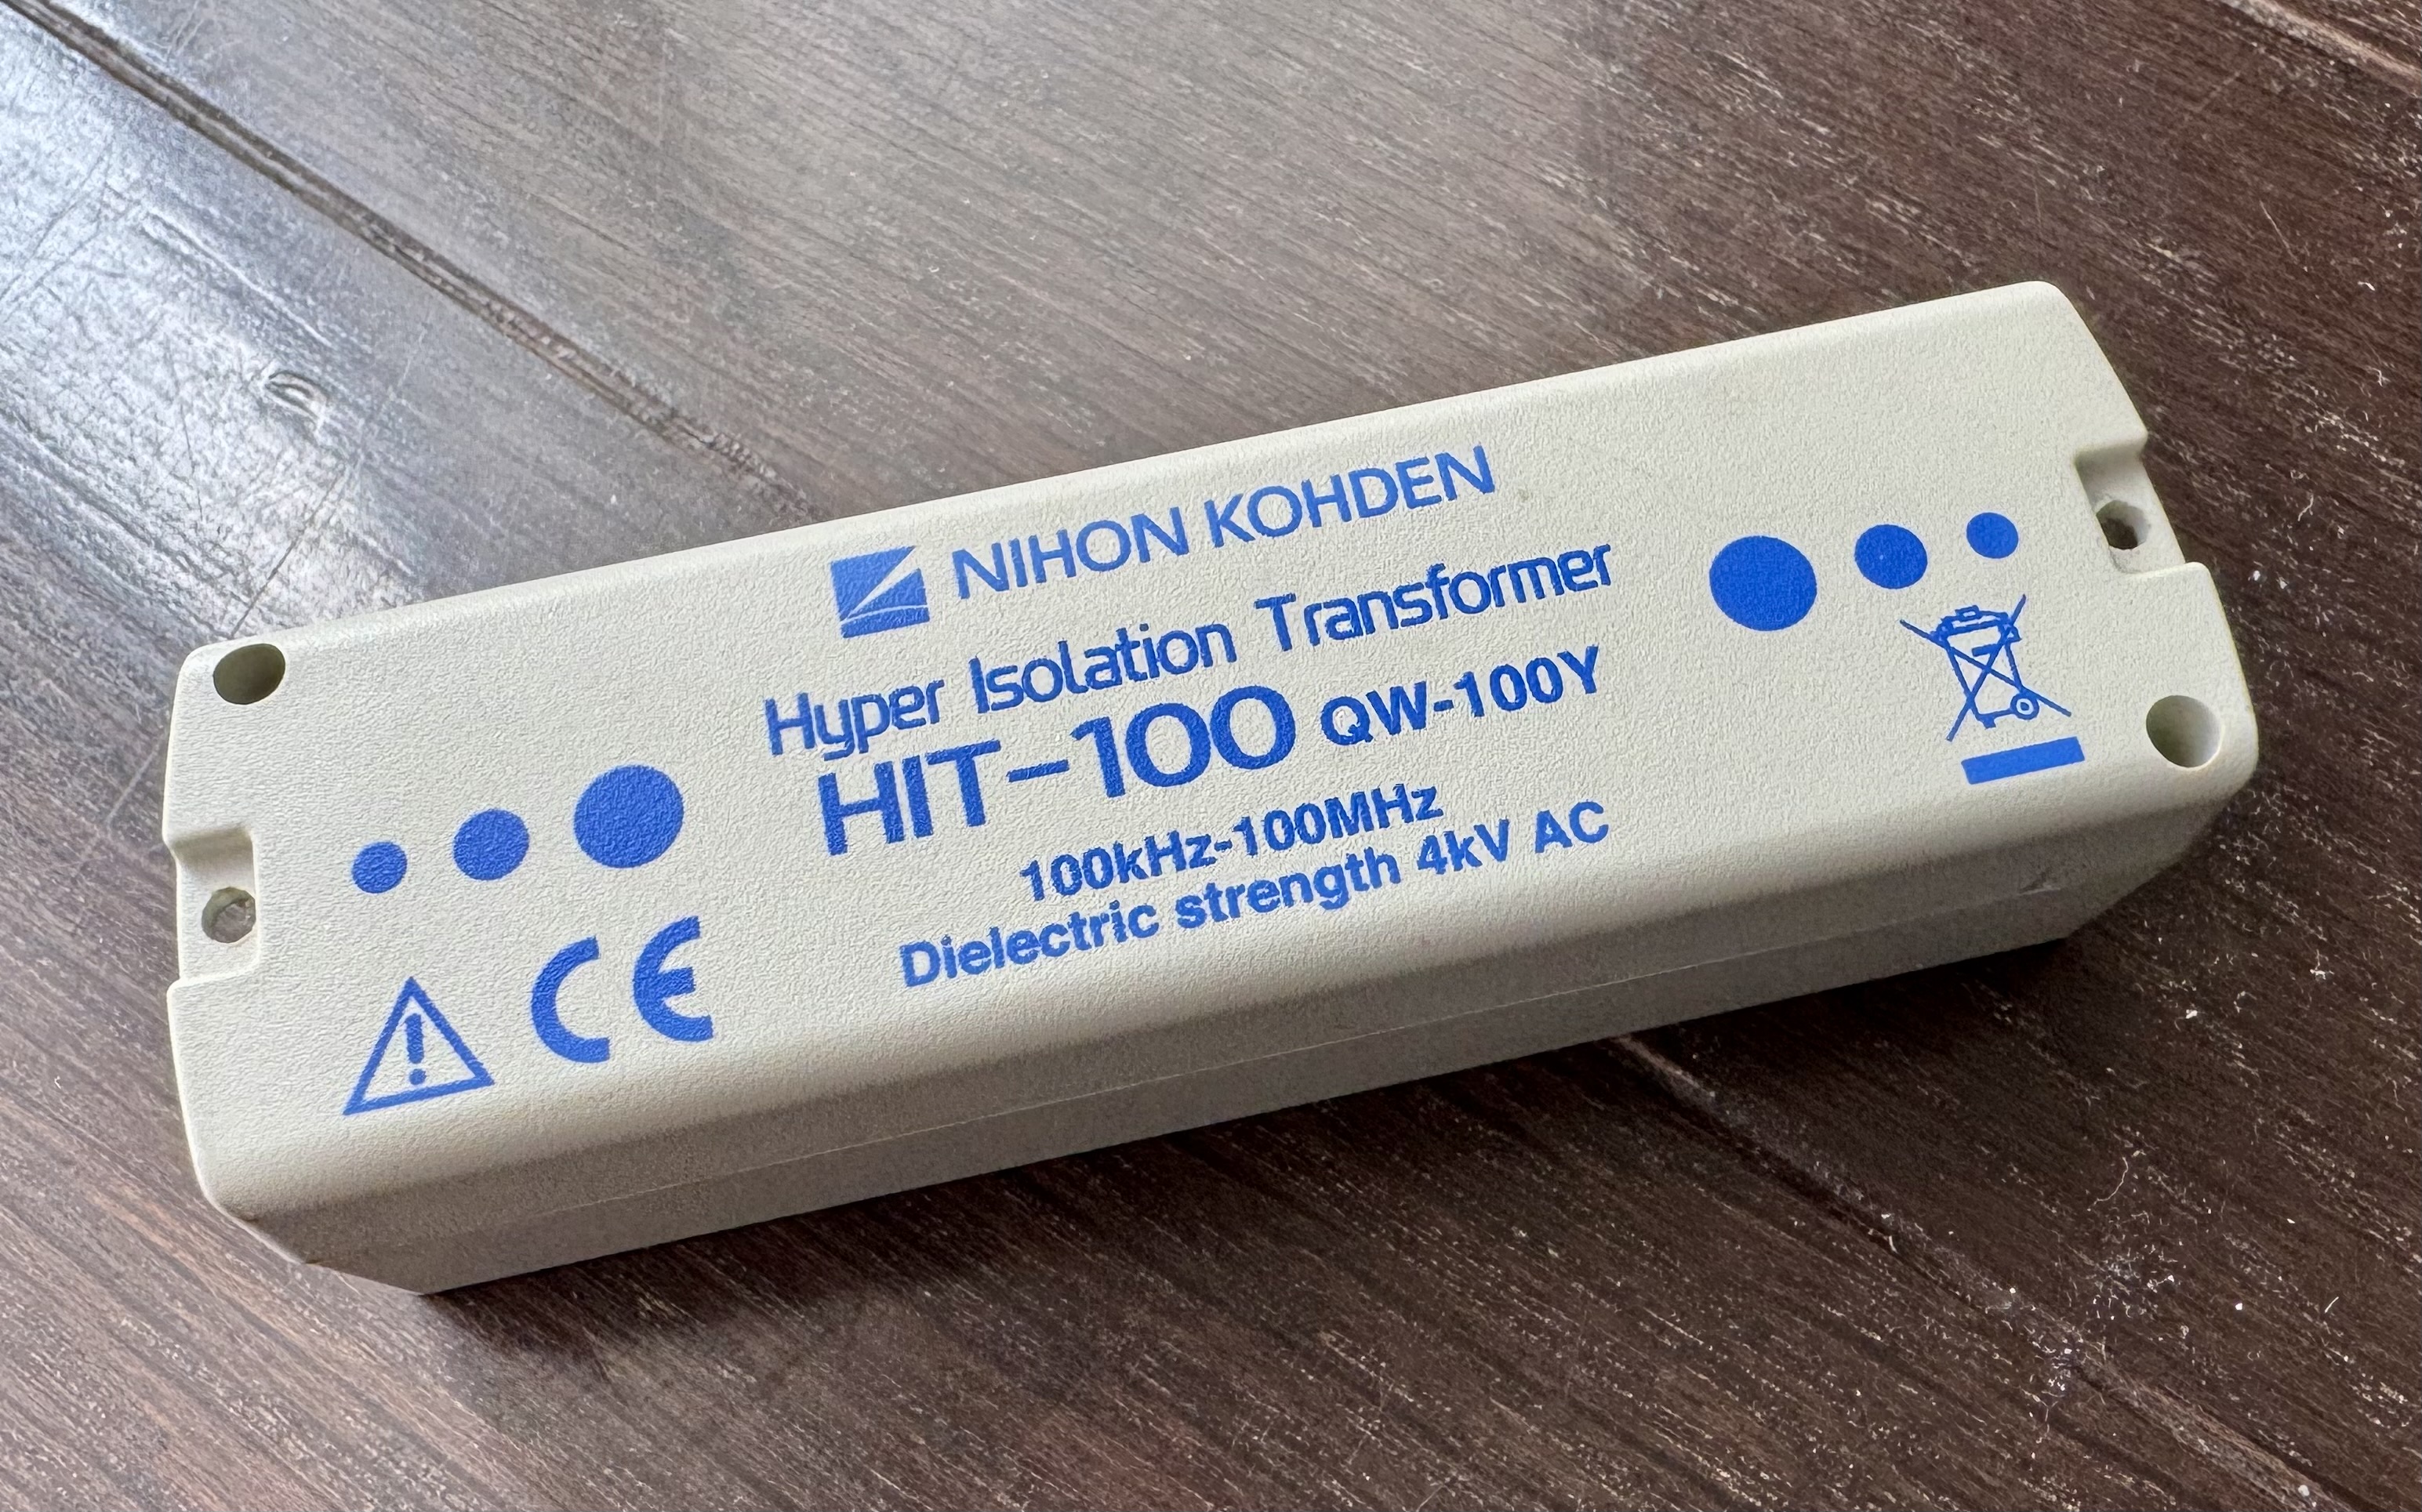 NIHON KOHDEN
Hyper Isolation Transformer
HIT-100 QW-100Y
100kHz-100MHz
Dielectric strength 4kV AC
CE